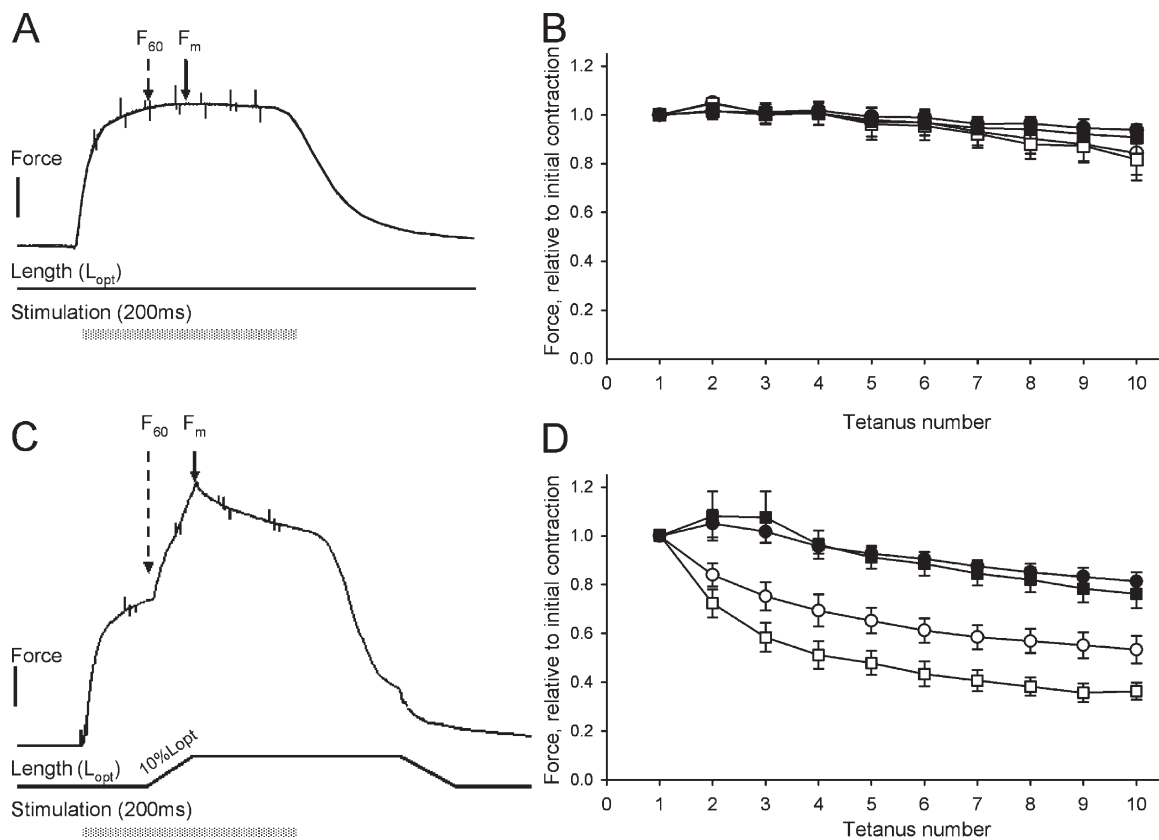 A
F60 Fm
Force
Length (Lopt)
Stimulation (200ms)
B
Force, relative to initial contraction
1.2
1.0
0.8
0.6
0.4
0.2
0.0
0 1 2 3 4 5 6 7 8 9 10
Tetanus number
C
F60 Fm
Force
10%Lopt
Length (Lopt)
Stimulation (200ms)
D
Force, relative to initial contraction
1.2
1.0
0.8
0.6
0.4
0.2
0.0
0 1 2 3 4 5 6 7 8 9 10
Tetanus number